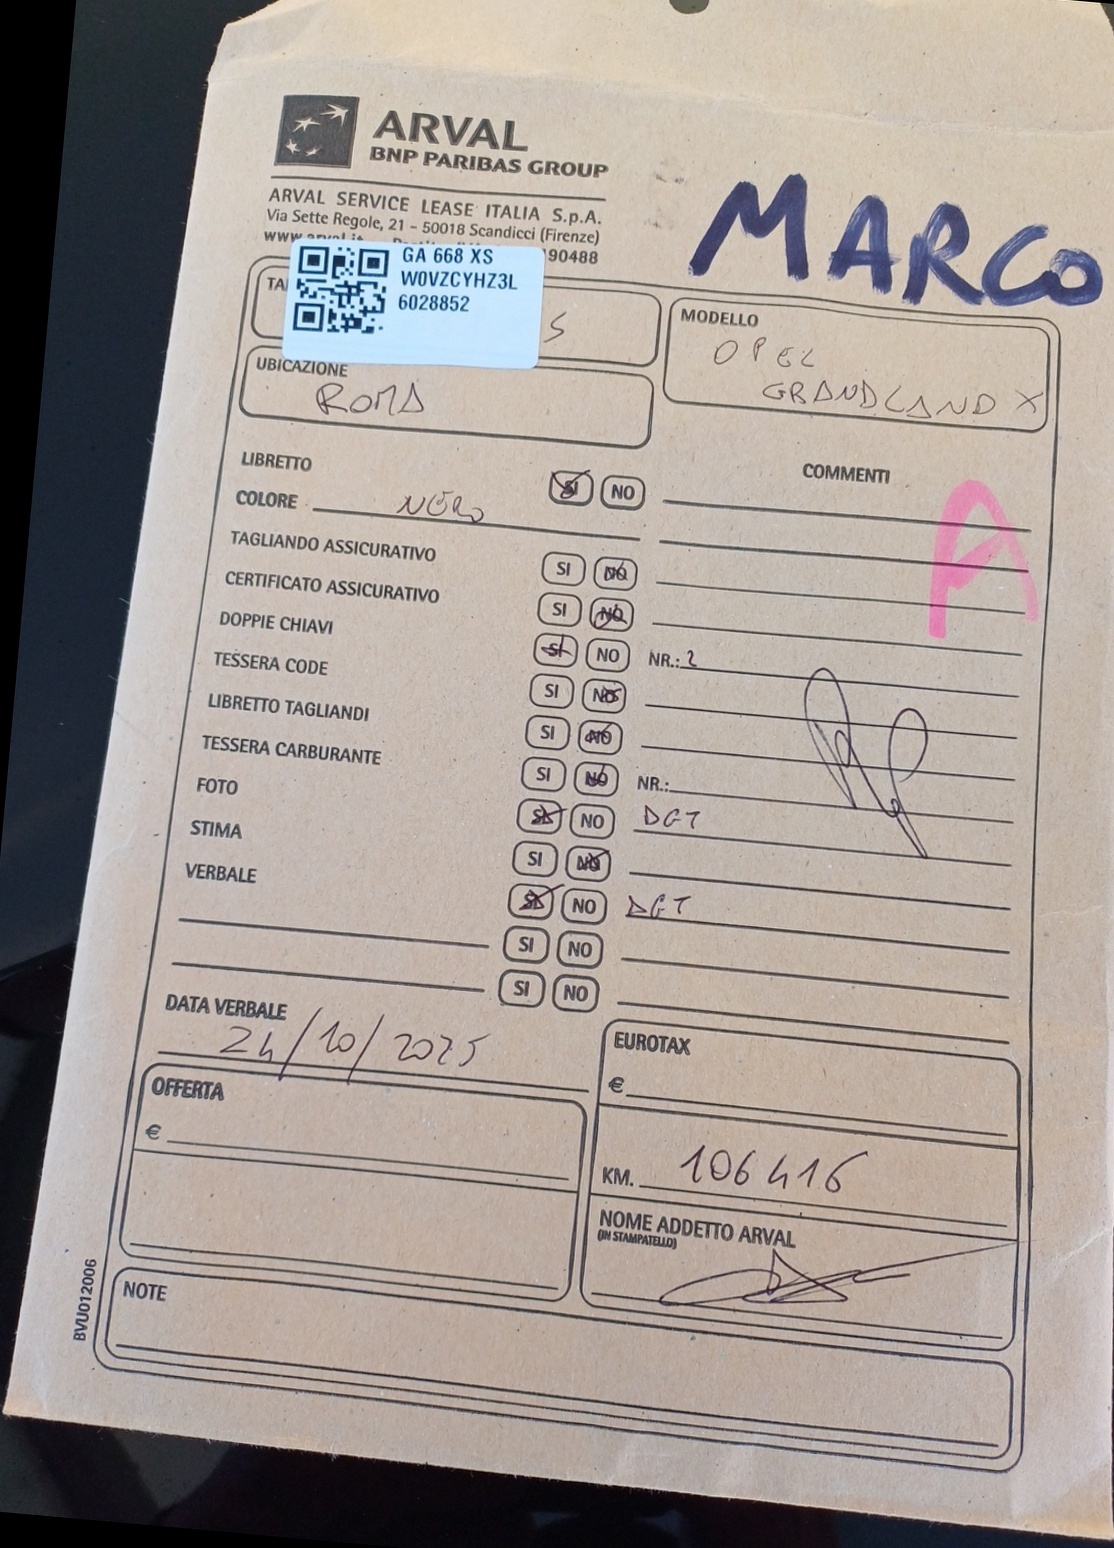 ARVAL
BNP PARIBAS GROUP
ARVAL SERVICE LEASE ITALIA S.p.A.
Via Sette Regole, 21 – 50018 Scandicci (Firenze)
190488
MARCO
GA 668 XS
W0VZCYHZ3L
6028852
S
MODELLO
OPEL
GRANDLAND X
UBICAZIONE
ROMA
LIBRETTO SI NO
COMMENTI
COLORE NERO
A
TAGLIANDO ASSICURATIVO SI NO
CERTIFICATO ASSICURATIVO SI NO
DOPPIE CHIAVI SI NO NR.: 2
TESSERA CODE SI NO
LIBRETTO TAGLIANDI SI NO
TESSERA CARBURANTE SI NO NR.:
FOTO SI NO DGT
STIMA SI NO
VERBALE SI NO DGT
SI NO
SI NO
DATA VERBALE
24/10/2025
EUROTAX
€
OFFERTA
€
KM. 106416
NOME ADDETTO ARVAL
(IN STAMPATELLO)
NOTE
BVU012006